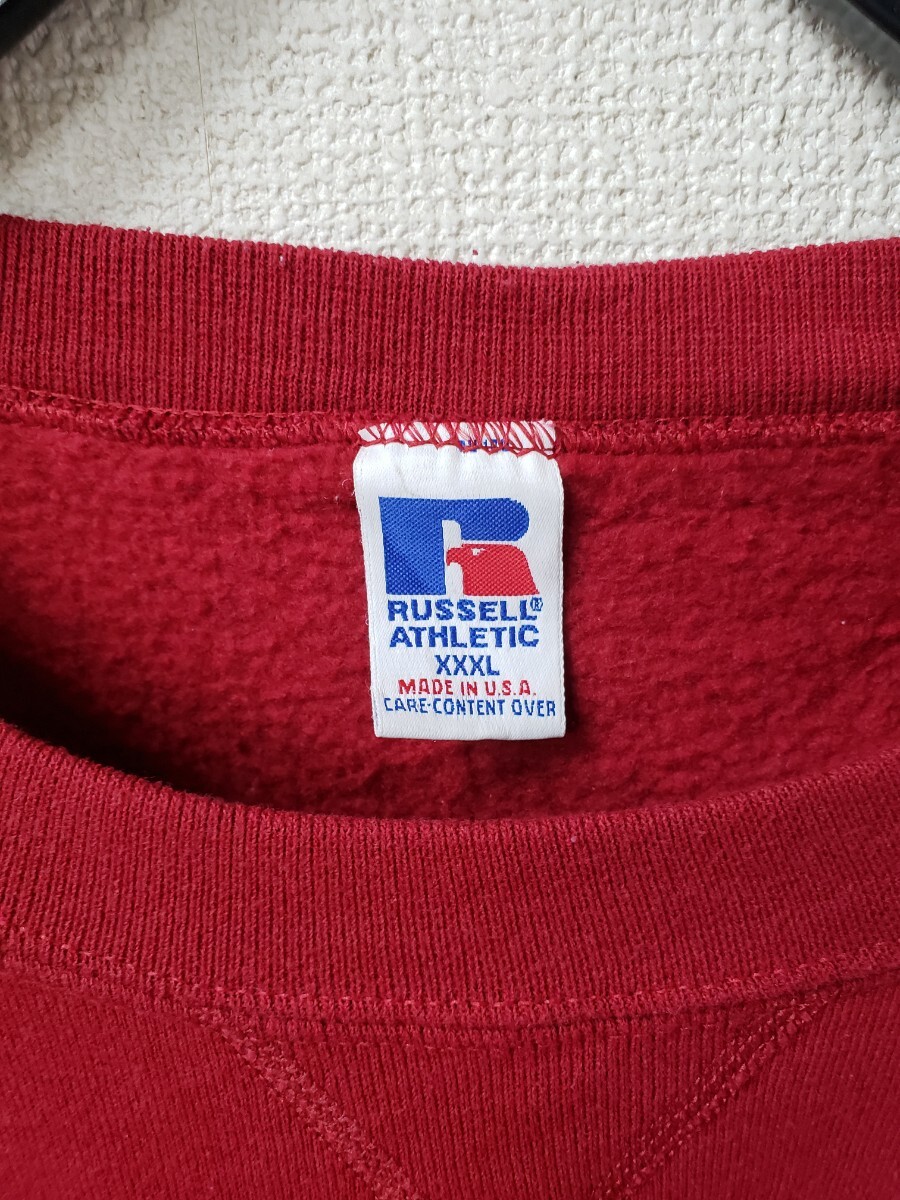 RUSSELL®
ATHLETIC
XXXL
MADE IN U.S.A.
CARE-CONTENT OVER